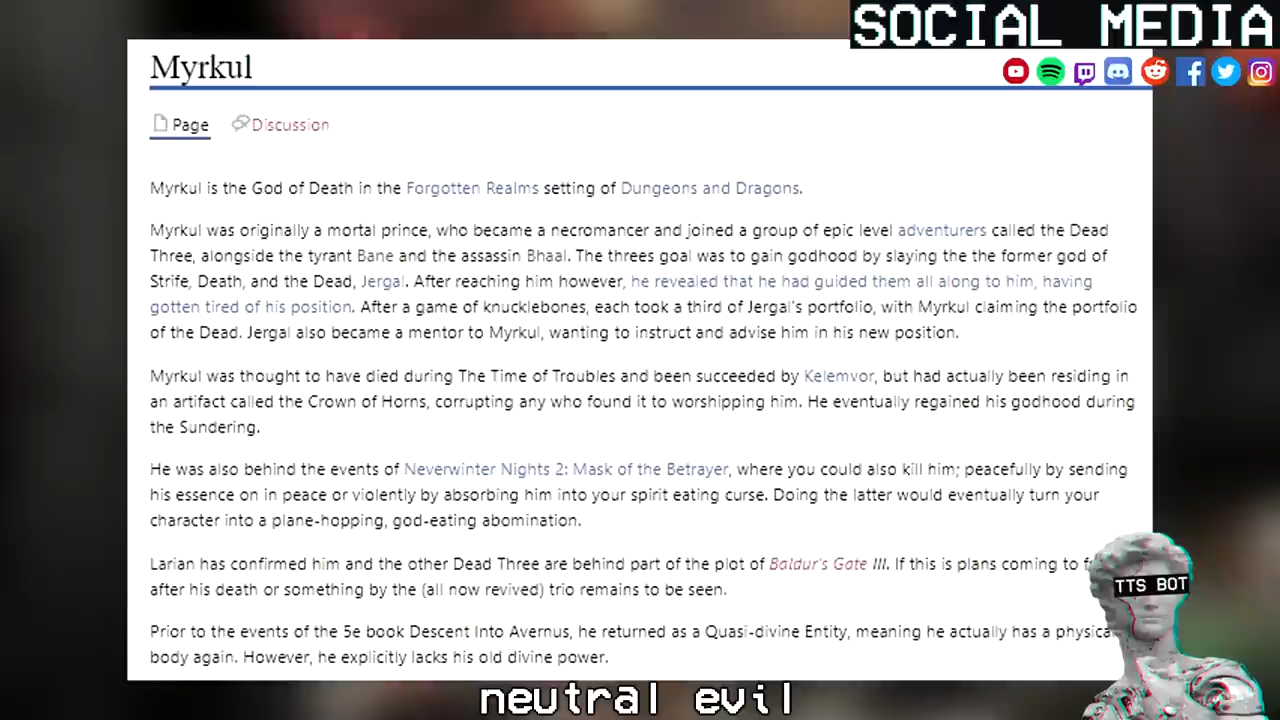 SOCIAL MEDIA
Myrkul
Page Discussion
Myrkul is the God of Death in the Forgotten Realms setting of Dungeons and Dragons.
Myrkul was originally a mortal prince, who became a necromancer and joined a group of epic level adventurers called the Dead
Three, alongside the tyrant Bane and the assassin Bhaal. The threes goal was to gain godhood by slaying the the former god of
Strife, Death, and the Dead, Jergal. After reaching him however, he revealed that he had guided them all along to him, having
gotten tired of his position. After a game of knucklebones, each took a third of Jergal's portfolio, with Myrkul claiming the portfolio
of the Dead. Jergal also became a mentor to Myrkul, wanting to instruct and advise him in his new position.
Myrkul was thought to have died during The Time of Troubles and been succeeded by Kelemvor, but had actually been residing in
an artifact called the Crown of Horns, corrupting any who found it to worshipping him. He eventually regained his godhood during
the Sundering.
He was also behind the events of Neverwinter Nights 2: Mask of the Betrayer, where you could also kill him; peacefully by sending
his essence on in peace or violently by absorbing him into your spirit eating curse. Doing the latter would eventually turn your
character into a plane-hopping, god-eating abomination.
Larian has confirmed him and the other Dead Three are behind part of the plot of Baldur's Gate III. If this is plans coming to
after his death or something by the (all now revived) trio remains to be seen.
Prior to the events of the 5e book Descent Into Avernus, he returned as a Quasi-divine Entity, meaning he actually has a
body again. However, he explicitly lacks his old divine power.
TTS BOT
neutral evil